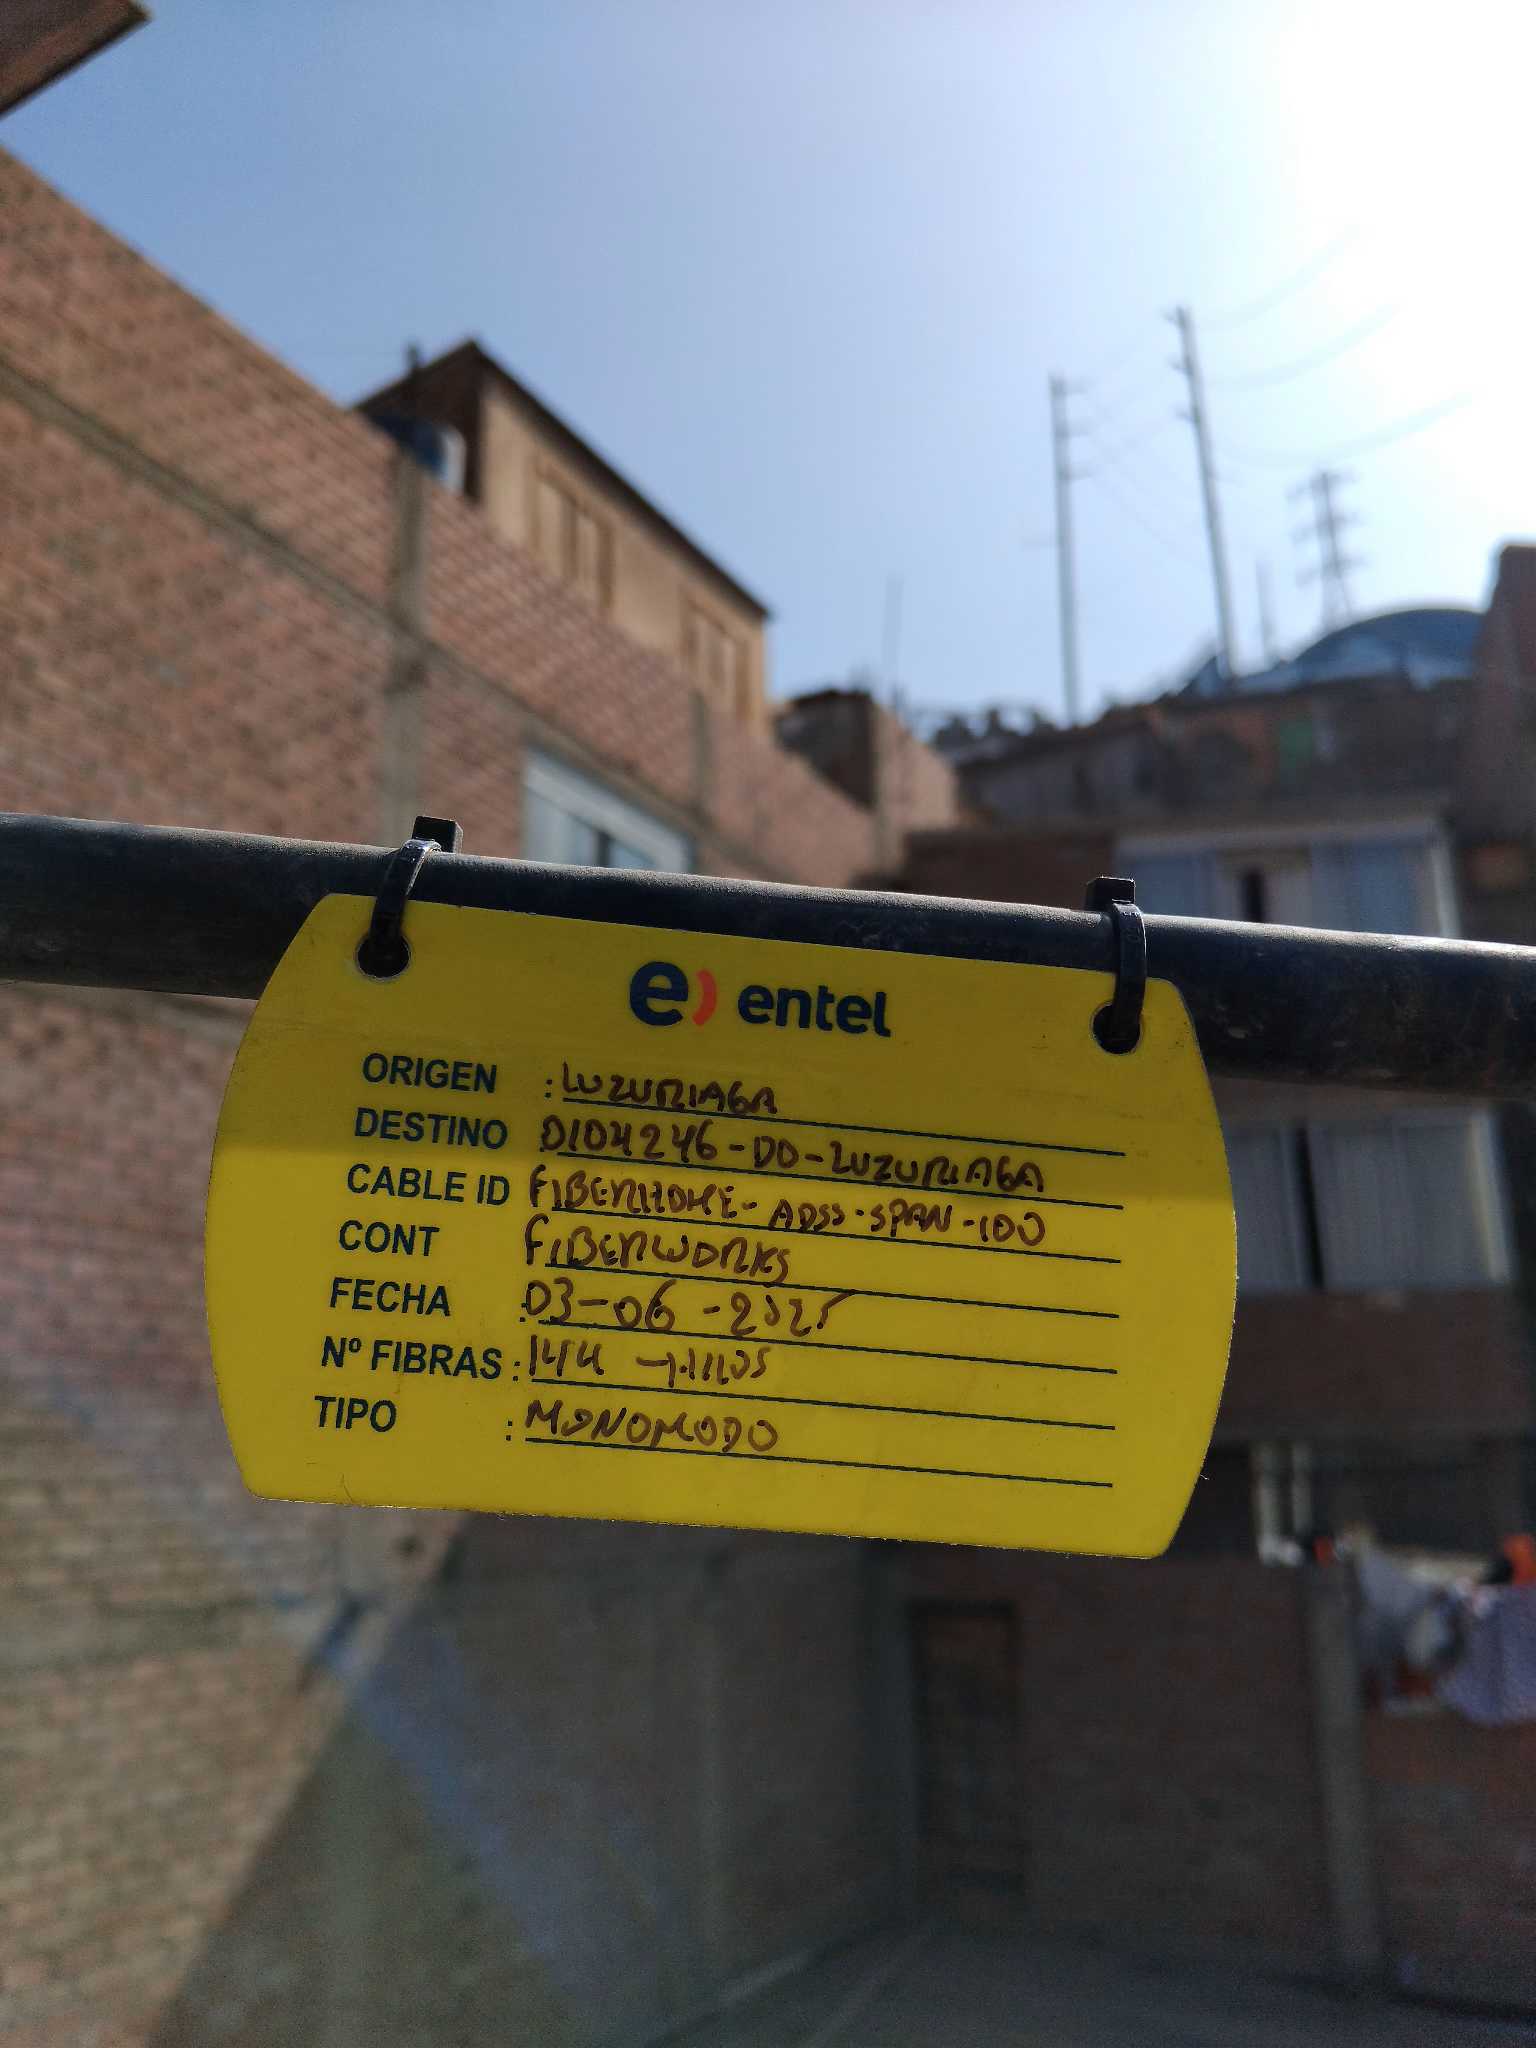 e) entel
ORIGEN : LUZURIAGA
DESTINO : 0104246-DD-LUZURIAGA
CABLE ID FIBERHOME-ADSS-SPAN-100
CONT FIBERWORKS
FECHA : 03-06-2025
Nº FIBRAS : 144 HILOS
TIPO : MONOMODO